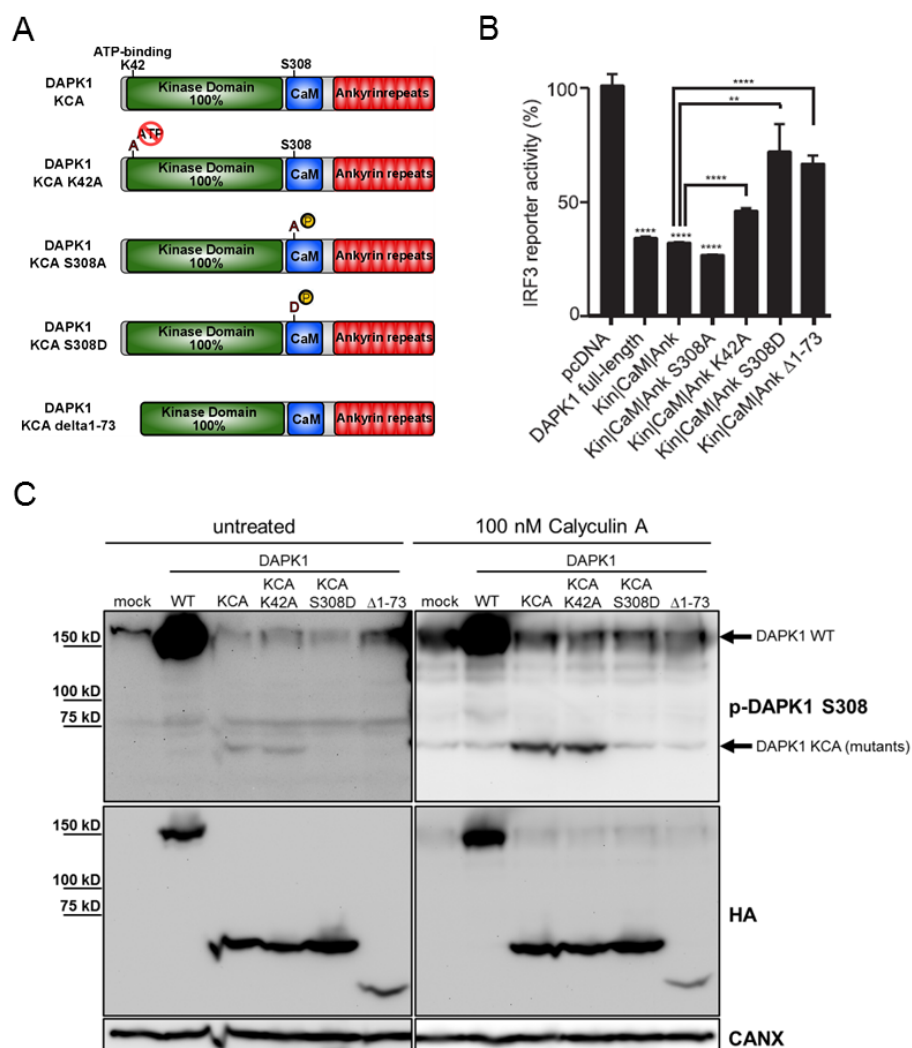 A
ATP-binding
K42
S308
DAPK1
KCA
Kinase Domain
100%
CaM
Ankyrinrepeats
ATP
A
S308
DAPK1
KCA K42A
Kinase Domain
100%
CaM
Ankyrin repeats
A P
DAPK1
KCA S308A
Kinase Domain
100%
CaM
Ankyrin repeats
D P
DAPK1
KCA S308D
Kinase Domain
100%
CaM
Ankyrin repeats
DAPK1
KCA delta1-73
Kinase Domain
100%
CaM
Ankyrin repeats
B
IRF3 reporter activity (%)
100
50
0
****
**
****
**** **** ****
pcDNA
DAPK1 full-length
Kin|CaM|Ank
Kin|CaM|Ank S308A
Kin|CaM|Ank K42A
Kin|CaM|Ank S308D
Kin|CaM|Ank Δ1-73
C
untreated
100 nM Calyculin A
DAPK1
DAPK1
mock WT KCA KCA K42A KCA S308D Δ1-73
mock WT KCA KCA K42A KCA S308D Δ1-73
150 kD
100 kD
75 kD
DAPK1 WT
p-DAPK1 S308
DAPK1 KCA (mutants)
150 kD
100 kD
75 kD
HA
CANX